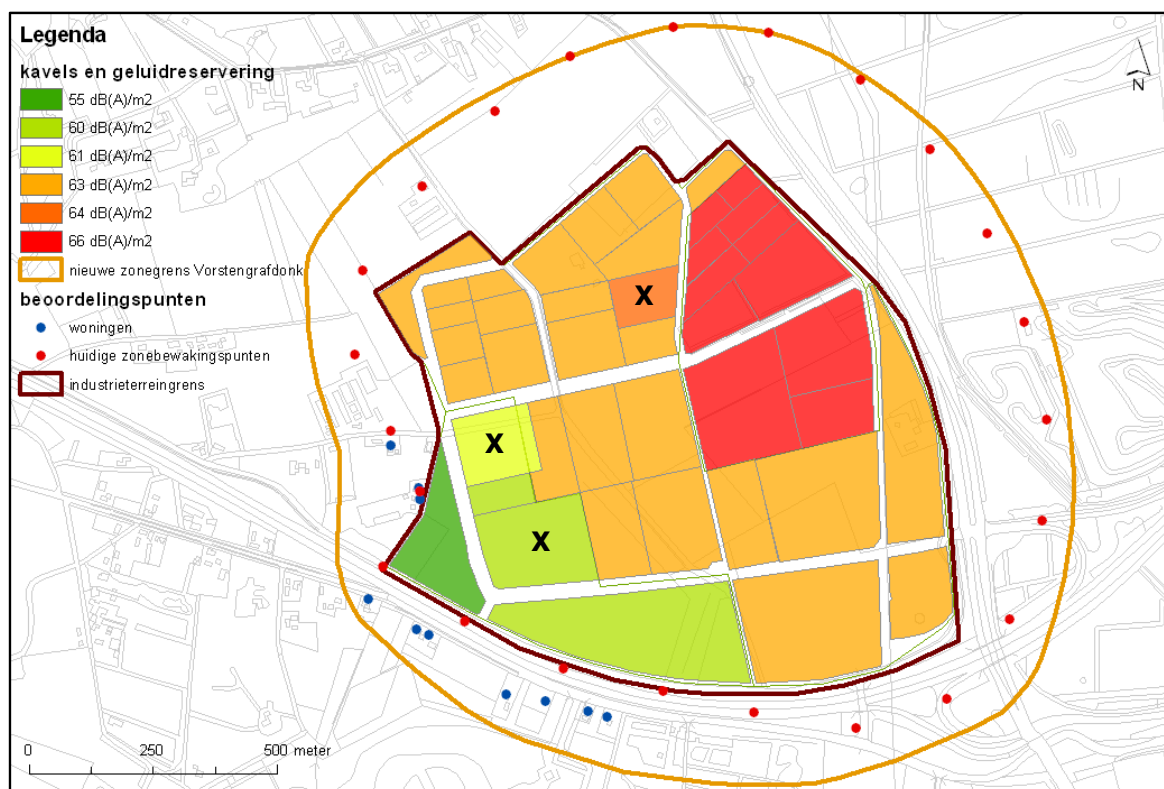 Legenda
kavels en geluidreservering
55 dB(A)/m2
60 dB(A)/m2
61 dB(A)/m2
63 dB(A)/m2
64 dB(A)/m2
66 dB(A)/m2
nieuwe zonegrens Vorstengrafdonk
beoordelingspunten
woningen
huidige zonebewakingspunten
industrieterreingrens
N
X
X
X
0 250 500 meter